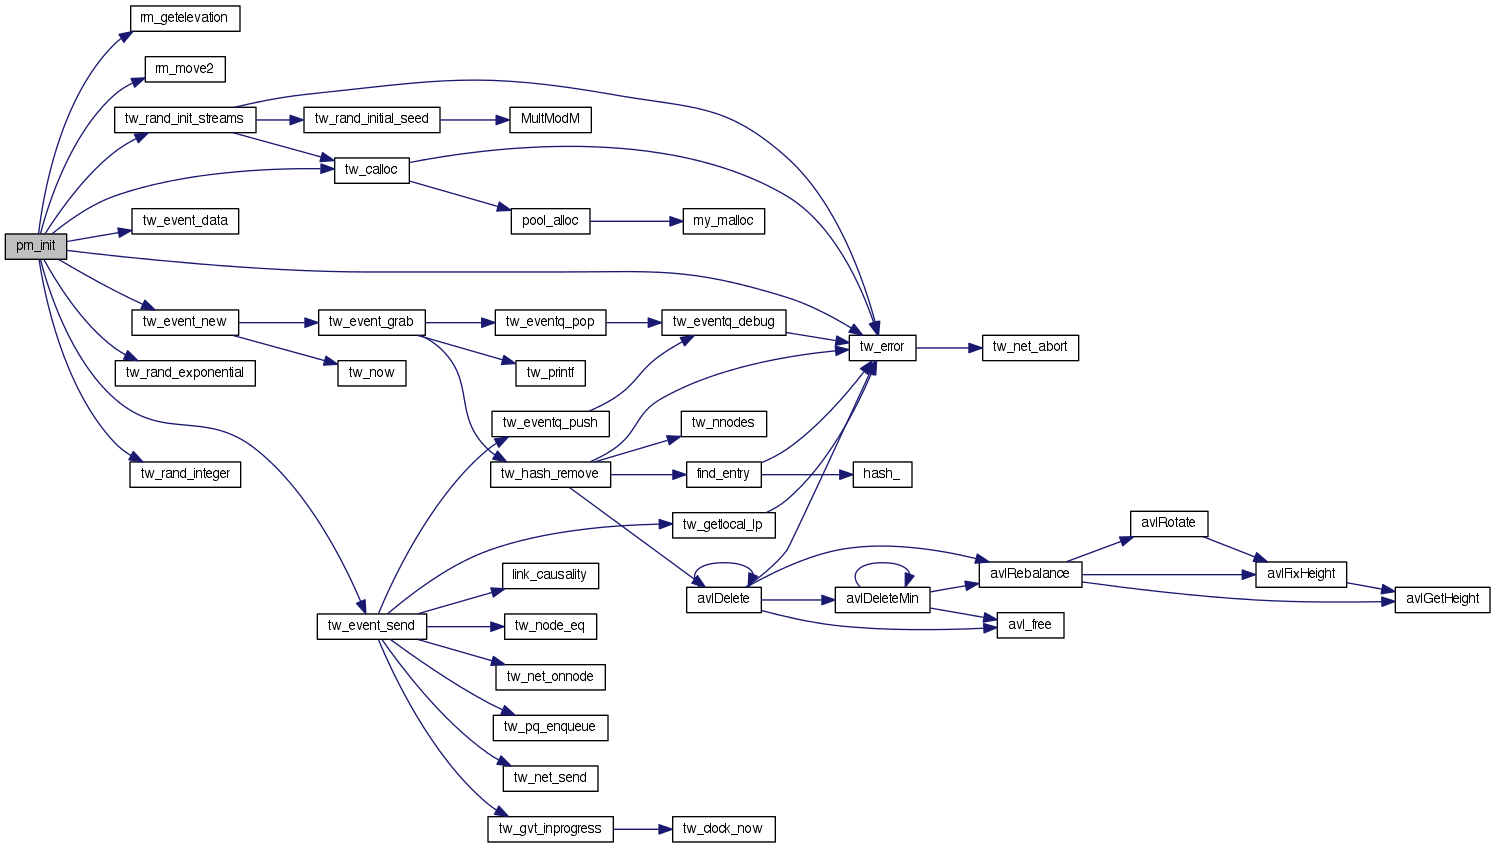 rm_getelevation
rm_move2
tw_rand_init_streams
tw_rand_initial_seed
MultModM
tw_calloc
tw_event_data
pool_alloc
my_malloc
pm_init
tw_event_new
tw_event_grab
tw_eventq_pop
tw_eventq_debug
tw_error
tw_net_abort
tw_rand_exponential
tw_now
tw_printf
tw_eventq_push
tw_nnodes
tw_rand_integer
tw_hash_remove
find_entry
hash_
tw_getlocal_lp
avlRotate
link_causality
avlRebalance
avlFixHeight
avlDelete
avlDeleteMin
avlGetHeight
tw_event_send
tw_node_eq
avl_free
tw_net_onnode
tw_pq_enqueue
tw_net_send
tw_gvt_inprogress
tw_clock_now